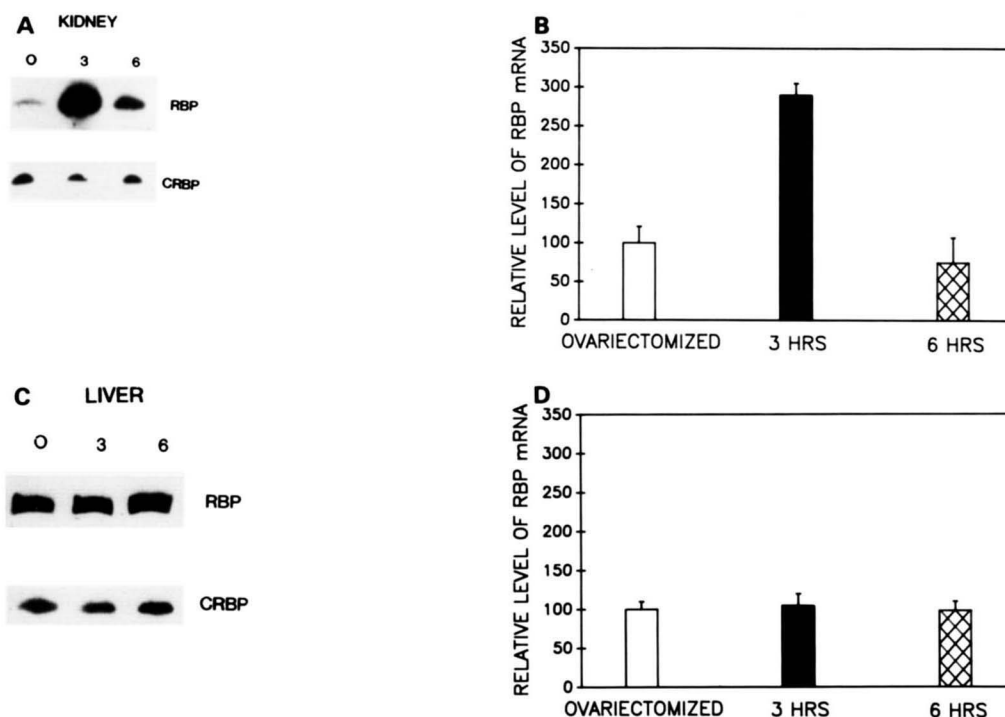 A KIDNEY
O 3 6
RBP
CRBP
B
RELATIVE LEVEL OF RBP mRNA
350
300
250
200
150
100
50
0
OVARIECTOMIZED 3 HRS 6 HRS
C LIVER
O 3 6
RBP
CRBP
D
RELATIVE LEVEL OF RBP mRNA
350
300
250
200
150
100
50
0
OVARIECTOMIZED 3 HRS 6 HRS